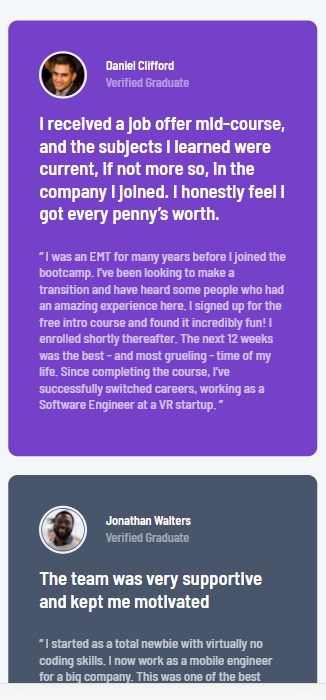 Daniel Clifford
Verified Graduate
I received a job offer mid-course,
and the subjects I learned were
current, if not more so, in the
company I joined. I honestly feel I
got every penny’s worth.
“ I was an EMT for many years before I joined the
bootcamp. I’ve been looking to make a
transition and have heard some people who had
an amazing experience here. I signed up for the
free intro course and found it incredibly fun! I
enrolled shortly thereafter. The next 12 weeks
was the best - and most grueling - time of my
life. Since completing the course, I’ve
successfully switched careers, working as a
Software Engineer at a VR startup. ”
Jonathan Walters
Verified Graduate
The team was very supportive
and kept me motivated
“ I started as a total newbie with virtually no
coding skills. I now work as a mobile engineer
for a big company. This was one of the best